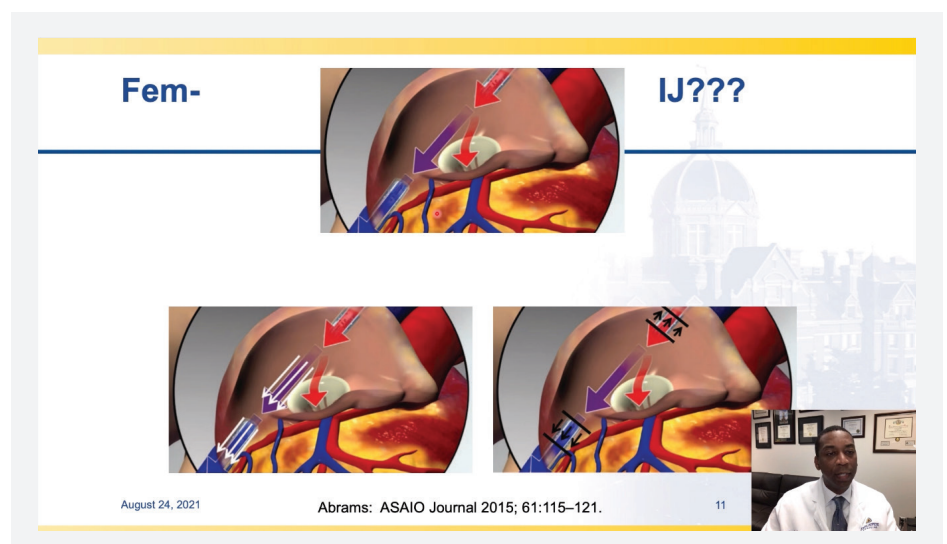 Fem-
IJ???
August 24, 2021
Abrams: ASAIO Journal 2015; 61:115–121.
11